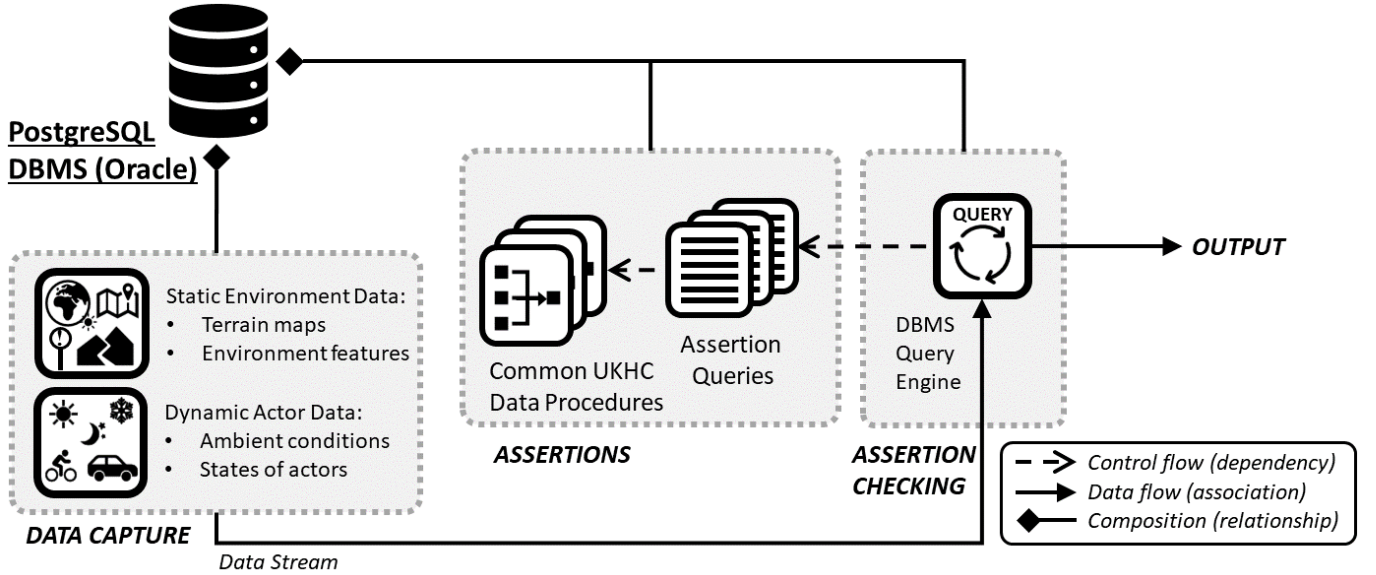 PostgreSQL
DBMS (Oracle)
Static Environment Data:
• Terrain maps
• Environment features
Dynamic Actor Data:
• Ambient conditions
• States of actors
DATA CAPTURE
Data Stream
Common UKHC
Data Procedures
Assertion
Queries
ASSERTIONS
QUERY
DBMS
Query
Engine
ASSERTION
CHECKING
OUTPUT
Control flow (dependency)
Data flow (association)
Composition (relationship)